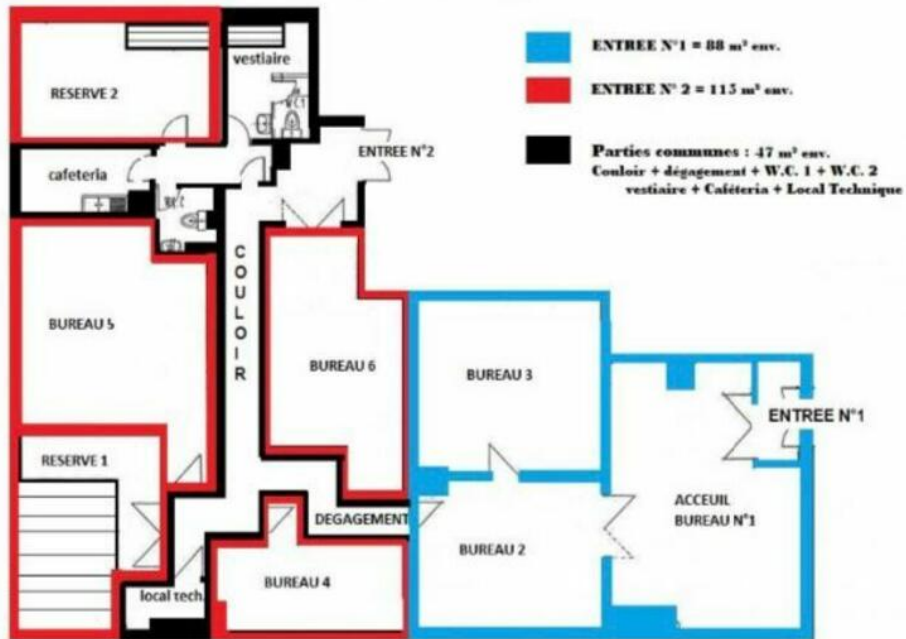 ENTREE N°1 = 88 m² env.
ENTREE N° 2 = 115 m² env.
Parties communes : 47 m² env.
Couloir + dégagement + W.C. 1 + W.C. 2
vestiaire + Caféteria + Local Technique
vestiaire
RESERVE 2
W.C 1
ENTREE N°2
cafeteria
COULOIR
BUREAU 5
BUREAU 6
BUREAU 3
ENTREE N°1
RESERVE 1
ACCEUIL
BUREAU N°1
DEGAGEMENT
BUREAU 2
BUREAU 4
local tech.